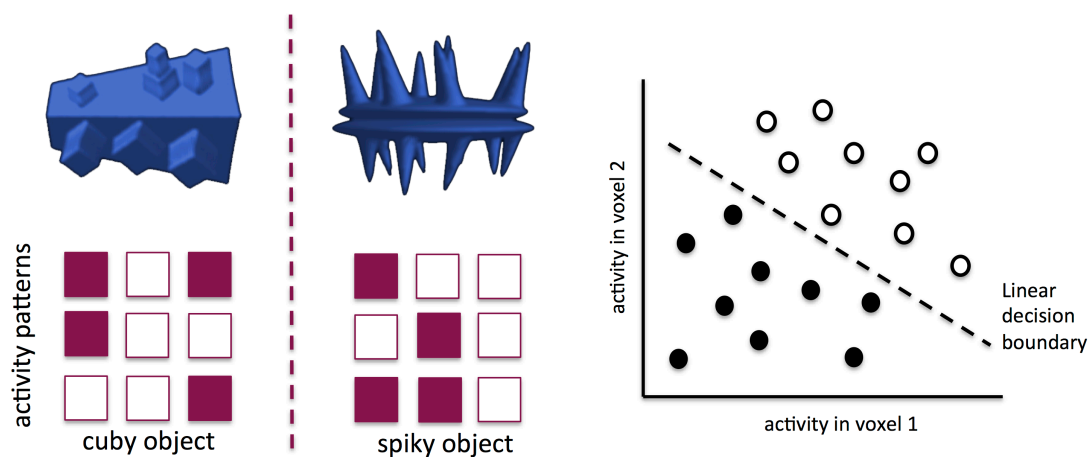 activity patterns
cuby object
spiky object
activity in voxel 2
activity in voxel 1
Linear
decision
boundary